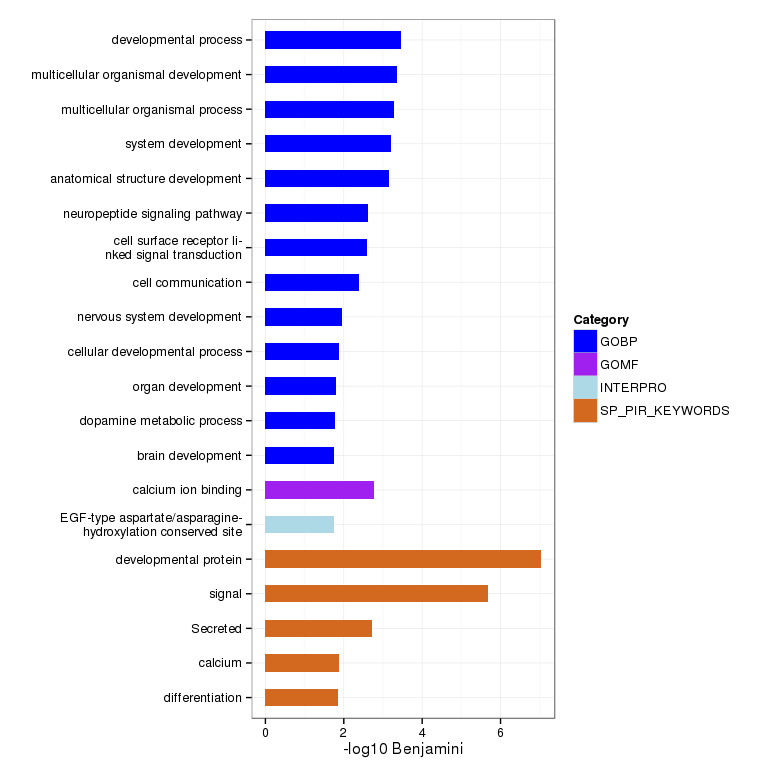 developmental process
multicellular organismal development
multicellular organismal process
system development
anatomical structure development
neuropeptide signaling pathway
cell surface receptor li-
nked signal transduction
cell communication
nervous system development
cellular developmental process
organ development
dopamine metabolic process
brain development
calcium ion binding
EGF-type aspartate/asparagine-
hydroxylation conserved site
developmental protein
signal
Secreted
calcium
differentiation
0 2 4 6
-log10 Benjamini
Category
GOBP
GOMF
INTERPRO
SP_PIR_KEYWORDS